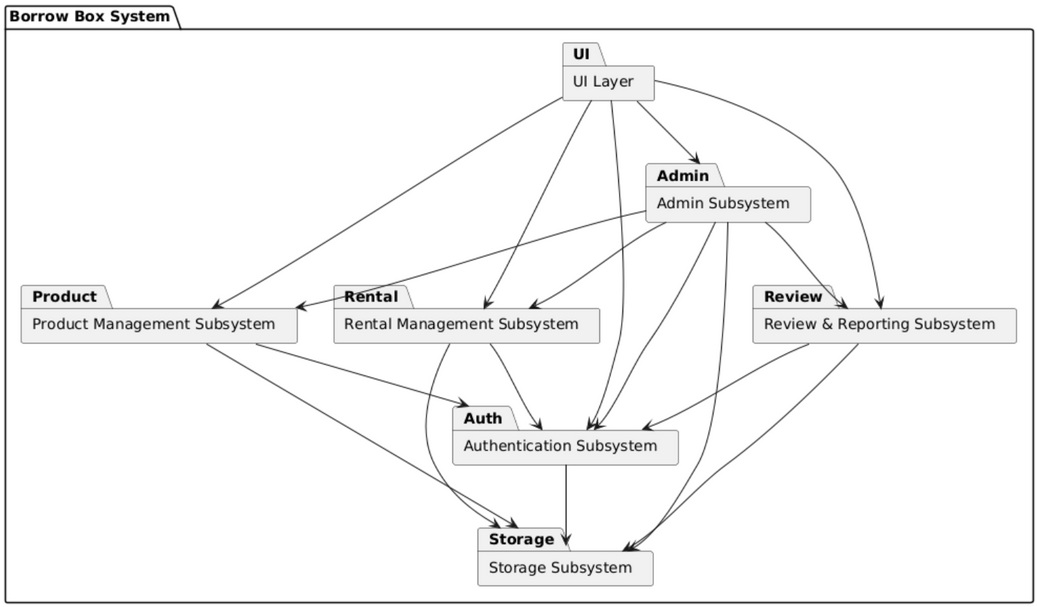 Borrow Box System
UI
UI Layer
Admin
Admin Subsystem
Product
Product Management Subsystem
Rental
Rental Management Subsystem
Review
Review & Reporting Subsystem
Auth
Authentication Subsystem
Storage
Storage Subsystem